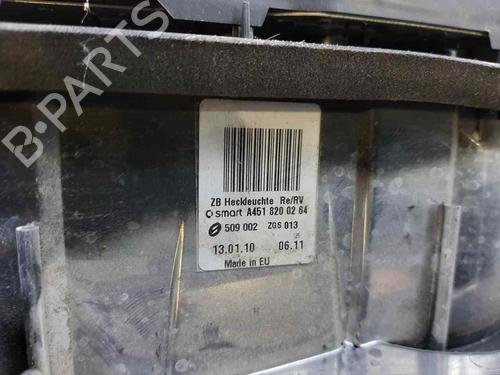 B-PARTS
ZB Heckleuchte Re/RV
smart A451 820 02 64
509 002 ZGS 013
13.01.10 06.11
Made in EU